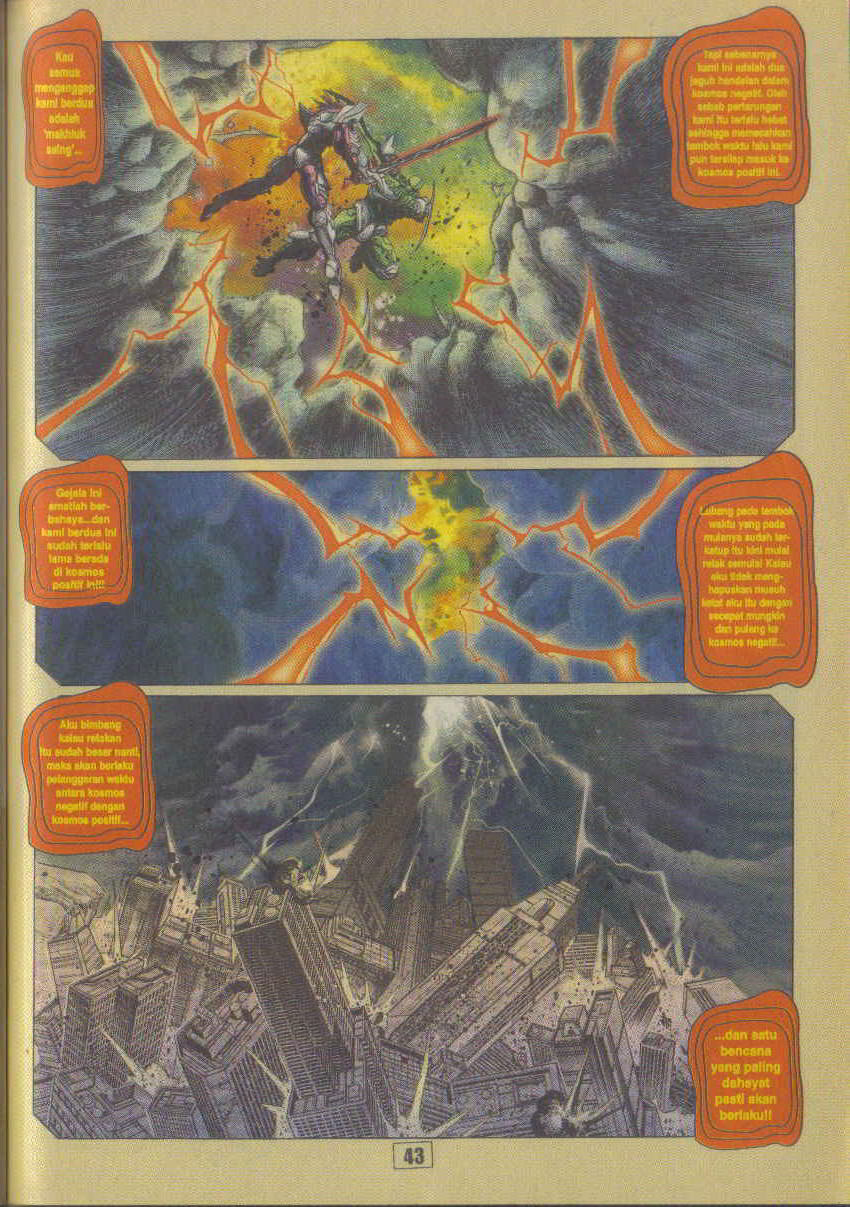 Kau
semua
menganggap
kami berdua
adalah
'makhluk
asing'...
Tapi sebenarnya
kami ini adalah dua
jaguh handalan dalam
kosmos negatif. Oleh
sebab pertarungan
kami itu terlalu hebat
sehingga memecahkan
tembok waktu lalu kami
pun tersilap masuk ke
kosmos positif ini.
Gejala ini
amatlah ber-
bahaya...dan
kami berdua ini
sudah terlalu
lama berada
di kosmos
positif ini!!
Lubang pada tembok
waktu yang pada
mulanya sudah ter-
katup itu kini mulai
retak semula! Kalau
aku tidak meng-
hapuskan musuh
ketat aku itu dengan
secepat mungkin
dan pulang ke
kosmos negatif...
Aku bimbang
kalau retakan
itu sudah besar nanti,
maka akan berlaku
pelanggaran waktu
antara kosmos
negatif dengan
kosmos positif...
...dan satu
bencana
yang paling
dahsyat
pasti akan
berlaku!!
43